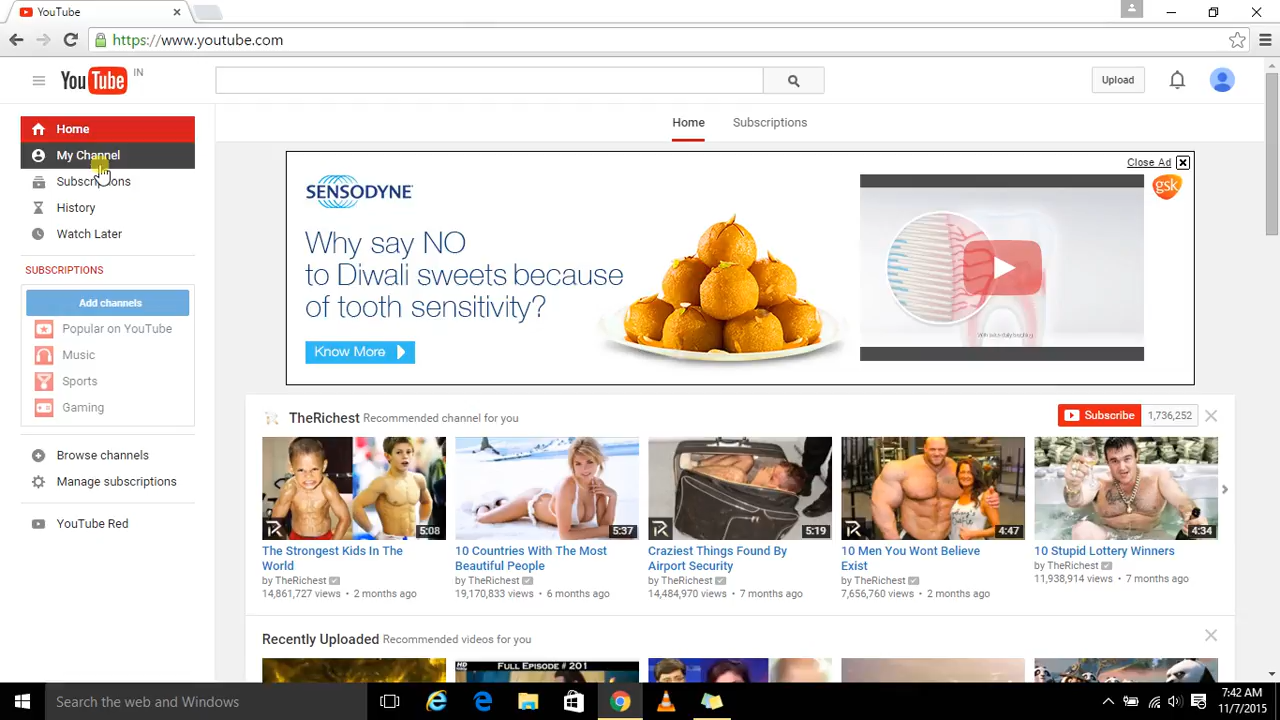 YouTube
https://www.youtube.com
YouTube IN
Upload
Home
My Channel
Subscriptions
History
Watch Later
SUBSCRIPTIONS
Add channels
Popular on YouTube
Music
Sports
Gaming
Browse channels
Manage subscriptions
YouTube Red
Home Subscriptions
Close Ad
SENSODYNE
gsk
Why say NO
to Diwali sweets because
of tooth sensitivity?
Know More
TheRichest Recommended channel for you
Subscribe 1,736,252
5:08
5:37
5:19
4:47
4:34
The Strongest Kids In The
World
by TheRichest
14,861,727 views • 2 months ago
10 Countries With The Most
Beautiful People
by TheRichest
19,170,833 views • 6 months ago
Craziest Things Found By
Airport Security
by TheRichest
14,484,970 views • 7 months ago
10 Men You Wont Believe
Exist
by TheRichest
7,656,760 views • 2 months ago
10 Stupid Lottery Winners
by TheRichest
11,938,914 views • 7 months ago
Recently Uploaded Recommended videos for you
HD FULL EPISODE # 201
Search the web and Windows
7:42 AM
11/7/2015